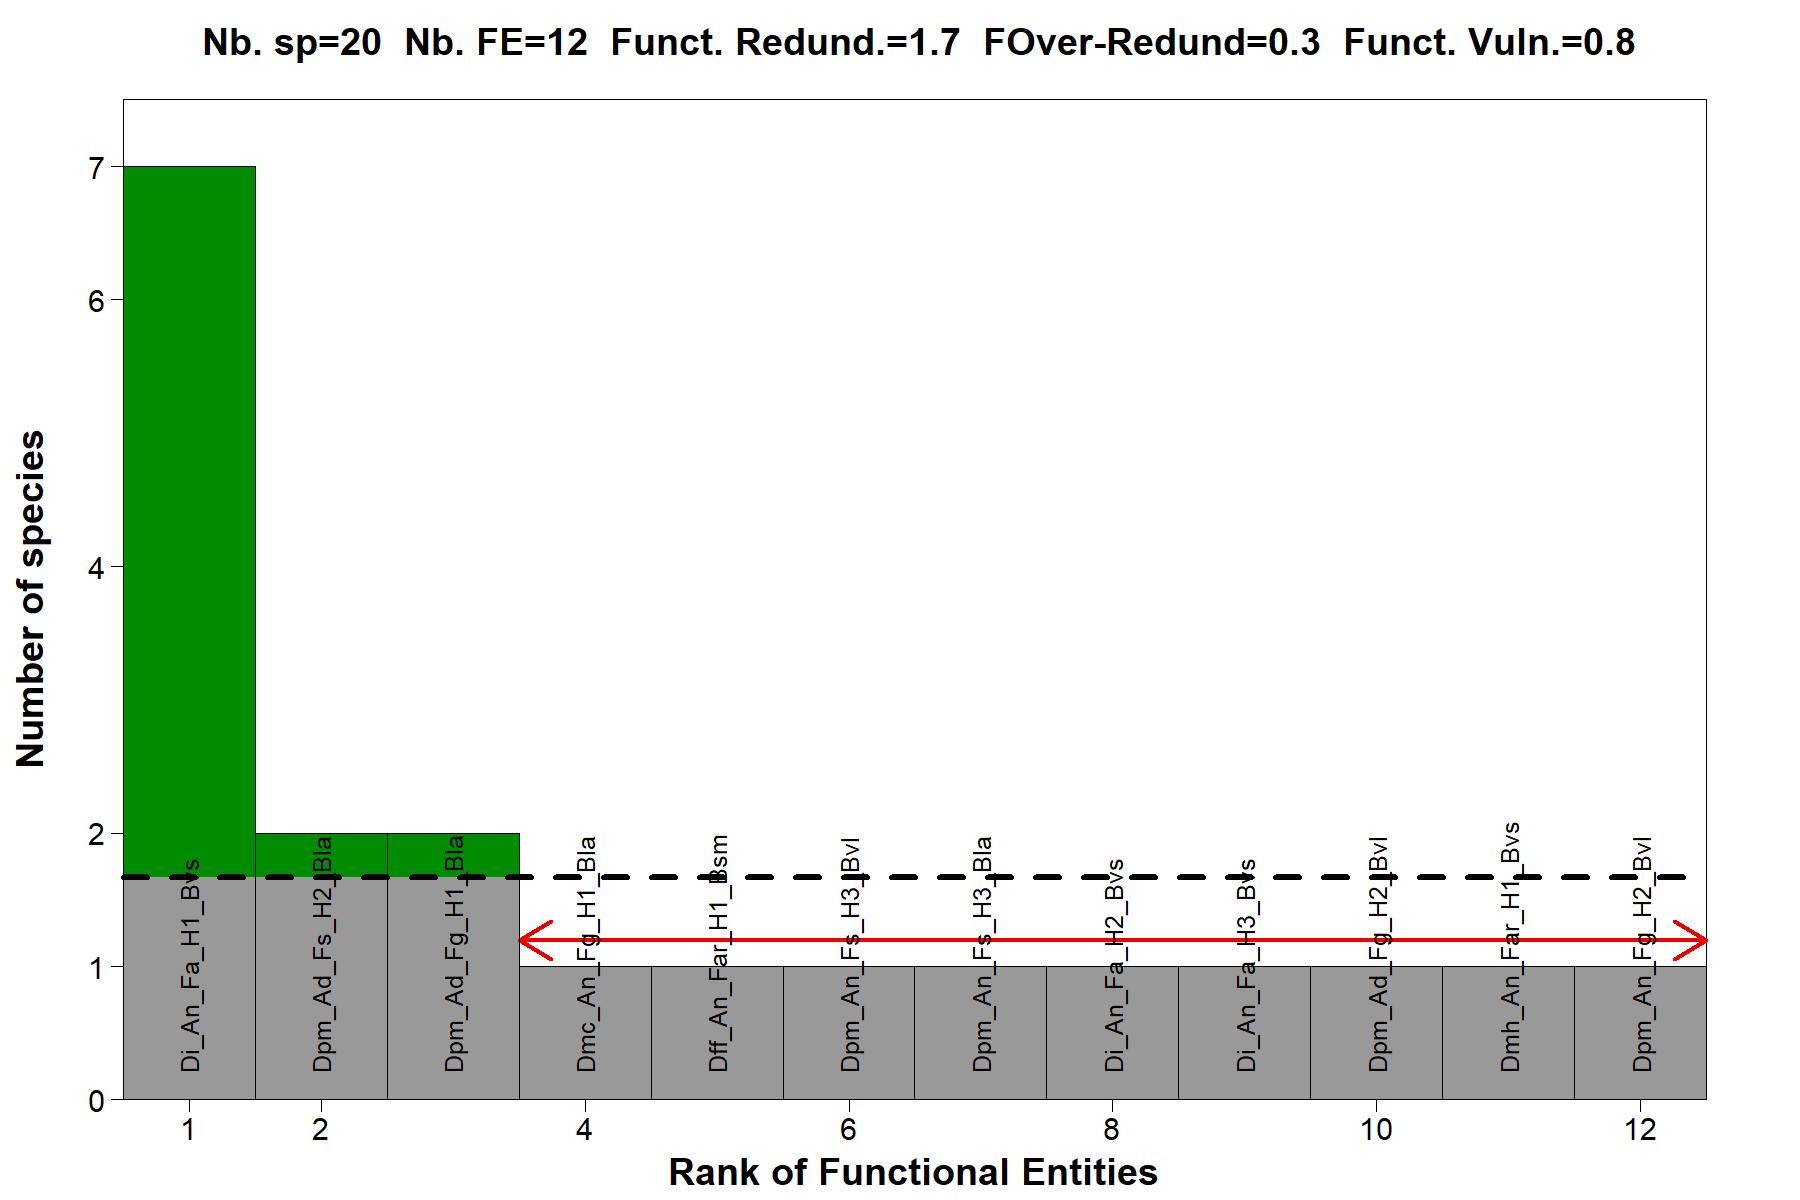 Nb. sp=20 Nb. FE=12 Funct. Redund.=1.7 FOver-Redund=0.3 Funct. Vuln.=0.8
Number of species
7
6
4
2
1
0
Di_An_Fa_H1_Bvs
Dpm_Ad_Fs_H2_Bla
Dpm_Ad_Fg_H1_Bla
Dmc_An_Fg_H1_Bla
Dff_An_Far_H1_Bsm
Dpm_An_Fs_H3_Bvl
Dpm_An_Fs_H3_Bla
Di_An_Fa_H2_Bvs
Di_An_Fa_H3_Bvs
Dpm_Ad_Fg_H2_Bvl
Dmh_An_Far_H1_Bvs
Dpm_An_Fg_H2_Bvl
1 2 4 6 8 10 12
Rank of Functional Entities